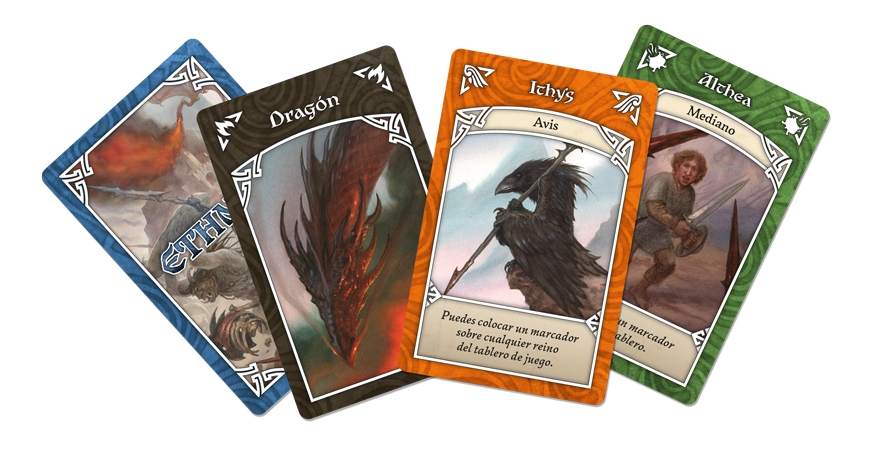 ETHN
Dragón
Ithys
Avis
Puedes colocar un marcador
sobre cualquier reino
del tablero de juego.
Althea
Mediano
un marcador
tablero.